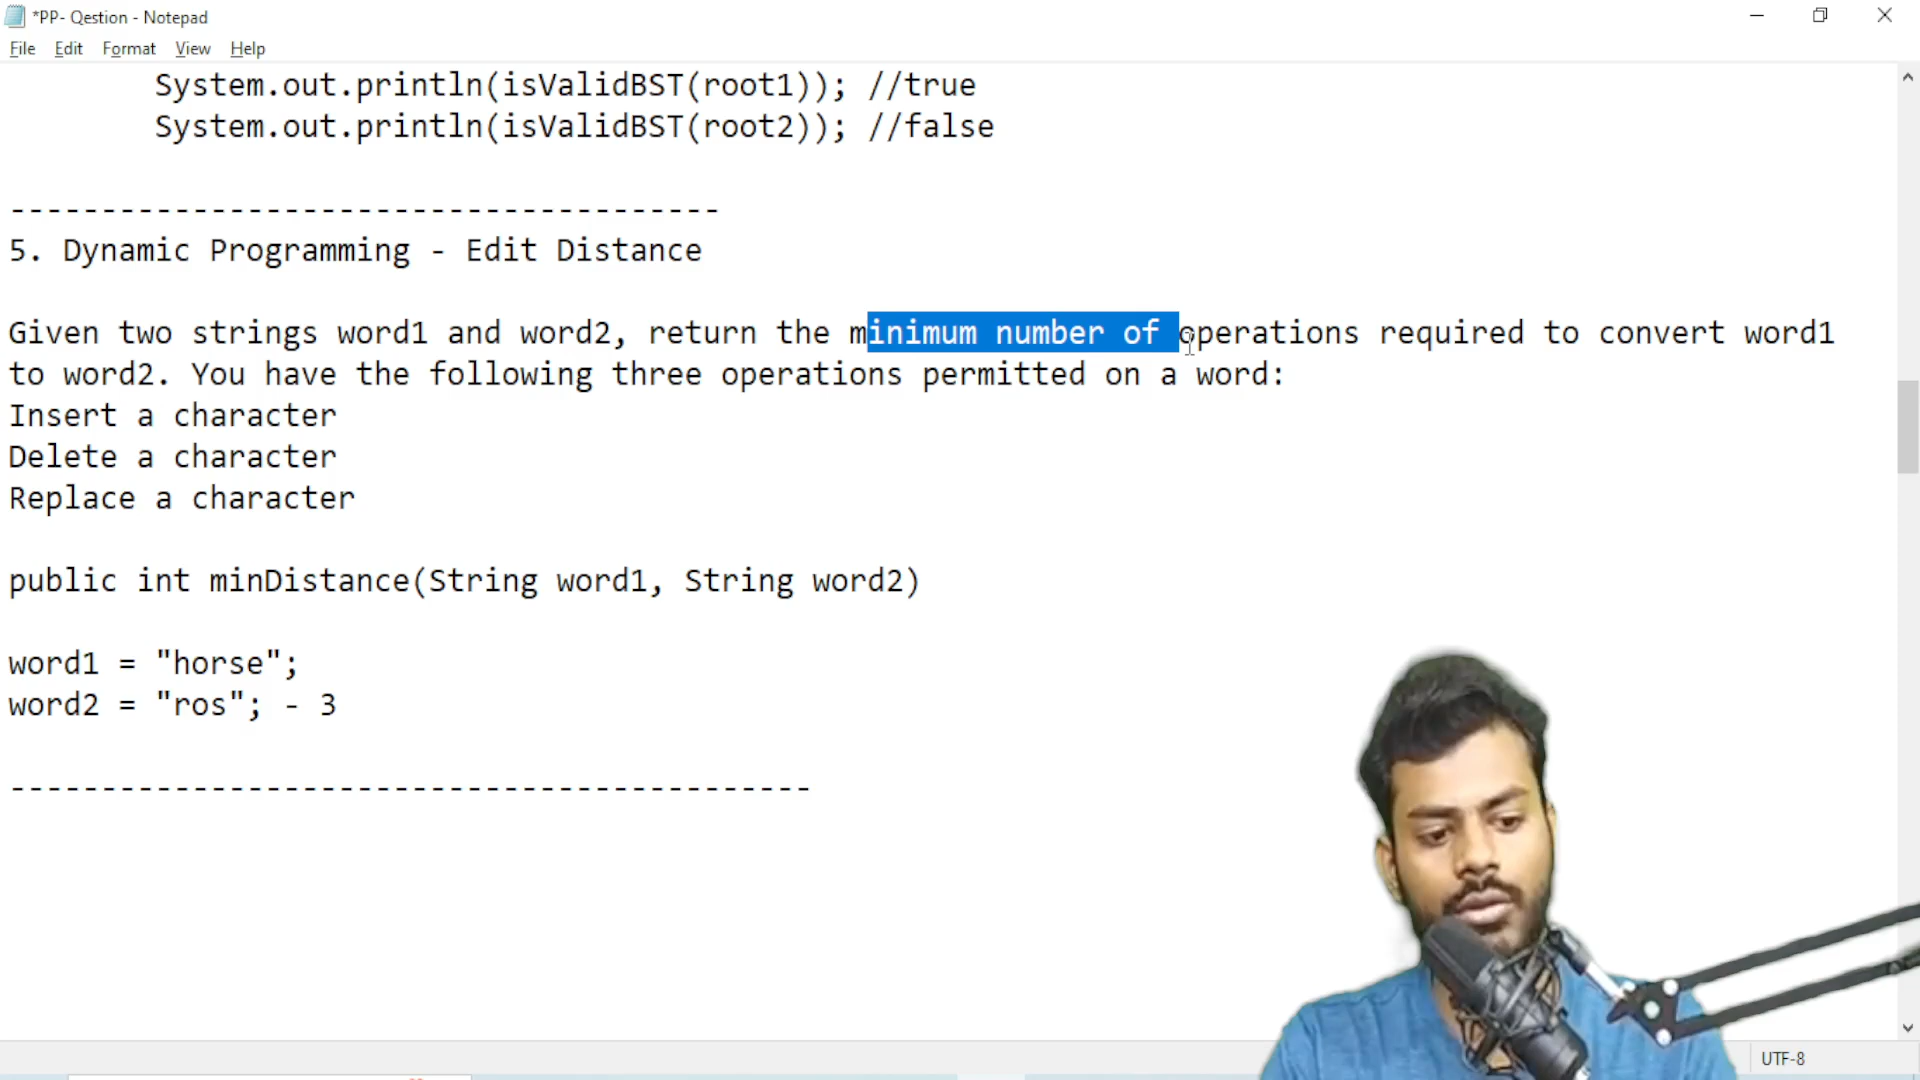 *PP- Qestion - Notepad
File Edit Format View Help
System.out.println(isValidBST(root1)); //true
System.out.println(isValidBST(root2)); //false
---------------------------------------
5. Dynamic Programming - Edit Distance
Given two strings word1 and word2, return the minimum number of operations required to convert word1
to word2. You have the following three operations permitted on a word:
Insert a character
Delete a character
Replace a character
public int minDistance(String word1, String word2)
word1 = "horse";
word2 = "ros"; - 3
--------------------------------------------
UTF-8